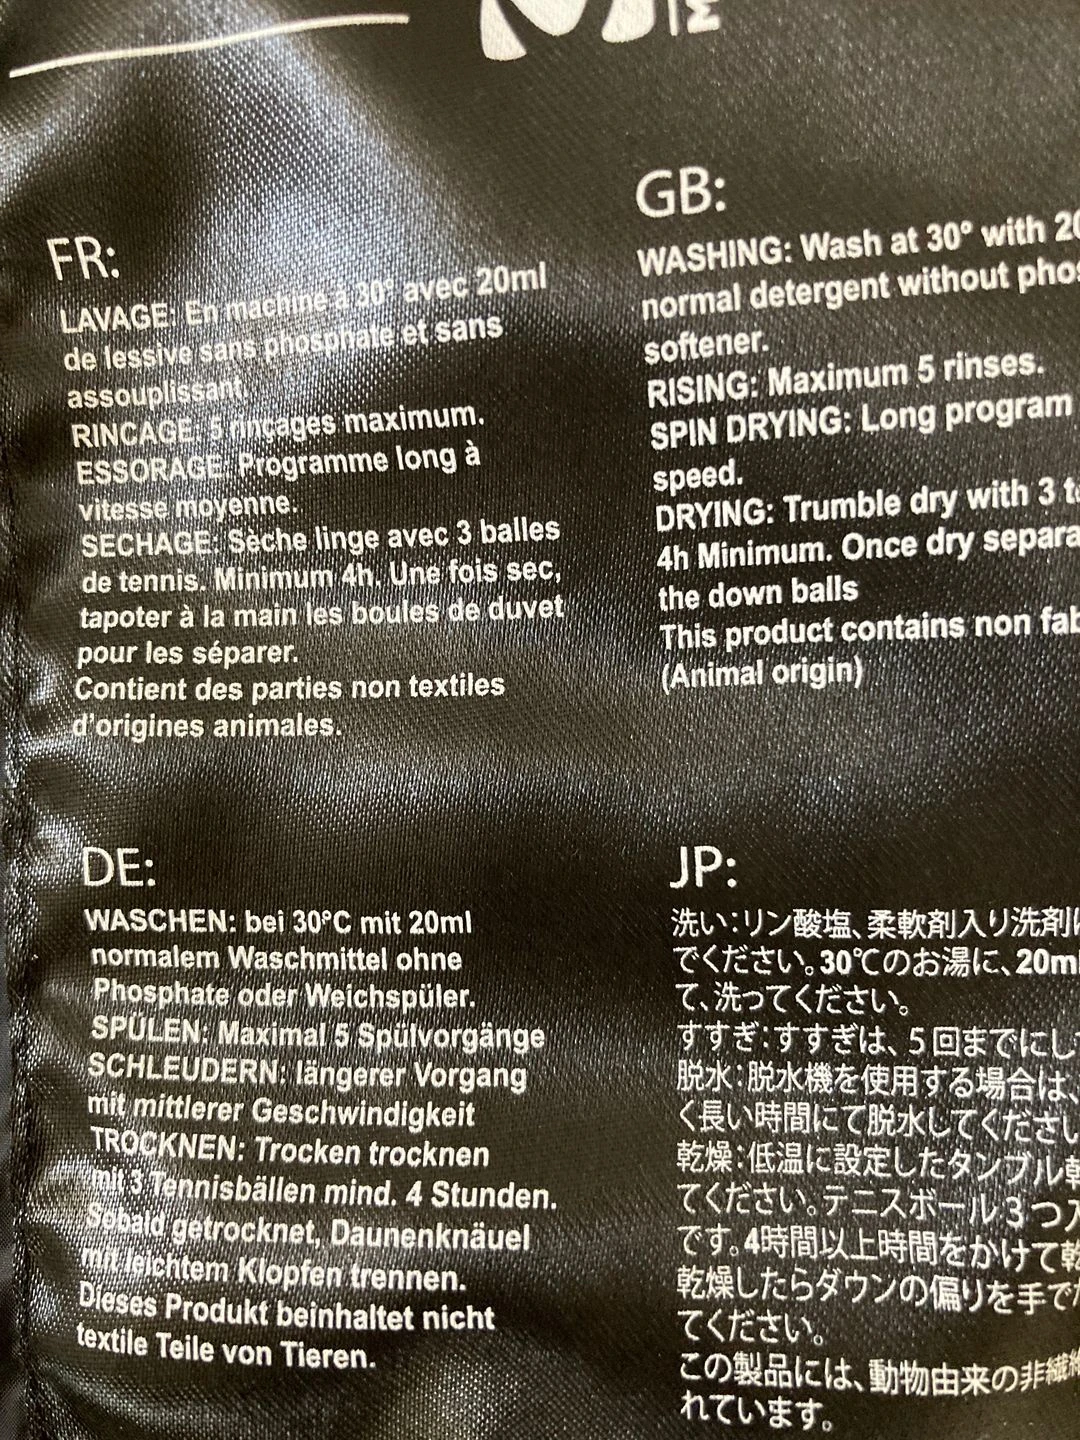 FR:
LAVAGE: En machine à 30° avec 20ml
de lessive sans phosphate et sans
assouplissant.
RINCAGE: 5 rincages maximum.
ESSORAGE: Programme long à
vitesse moyenne.
SECHAGE: Sèche linge avec 3 balles
de tennis. Minimum 4h. Une fois sec,
tapoter à la main les boules de duvet
pour les séparer.
Contient des parties non textiles
d'origines animales.
GB:
WASHING: Wash at 30° with 20
normal detergent without pho
softener.
RISING: Maximum 5 rinses.
SPIN DRYING: Long program
speed.
DRYING: Trumble dry with 3 t
4h Minimum. Once dry separa
the down balls
This product contains non fab
(Animal origin)
DE:
WASCHEN: bei 30°C mit 20ml
normalem Waschmittel ohne
Phosphate oder Weichspüler.
SPÜLEN: Maximal 5 Spülvorgänge
SCHLEUDERN: längerer Vorgang
mit mittlerer Geschwindigkeit
TROCKNEN: Trocken trocknen
mit 3 Tennisbällen mind. 4 Stunden.
Sobald getrocknet, Daunenknäuel
mit leichtem Klopfen trennen.
Dieses Produkt beinhaltet nicht
textile Teile von Tieren.
JP:
洗い:リン酸塩、柔軟剤入り洗剤
でください。30℃のお湯に、20ml
て、洗ってください。
すすぎ:すすぎは、5回までにし
脱水:脱水機を使用する場合は、
く長い時間にて脱水してください
乾燥:低温に設定したタンブル乾
てください。テニスボール3つ入
です。4時間以上時間をかけて乾
乾燥したらダウンの偏りを手で
てください。
この製品には、動物由来の非繊維
れています。